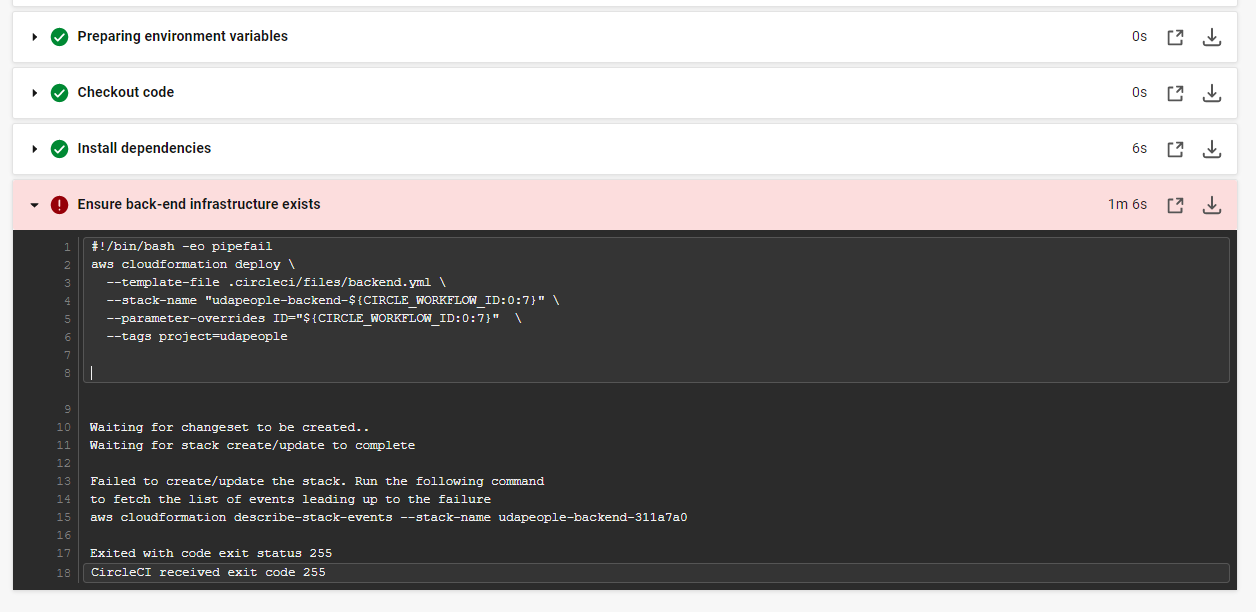 Preparing environment variables 0s
Checkout code 0s
Install dependencies 6s
Ensure back-end infrastructure exists 1m 6s
1 #!/bin/bash -eo pipefail
2 aws cloudformation deploy \
3   --template-file .circleci/files/backend.yml \
4   --stack-name "udapeople-backend-${CIRCLE_WORKFLOW_ID:0:7}" \
5   --parameter-overrides ID="${CIRCLE_WORKFLOW_ID:0:7}"  \
6   --tags project=udapeople
7
8
9
10 Waiting for changeset to be created..
11 Waiting for stack create/update to complete
12
13 Failed to create/update the stack. Run the following command
14 to fetch the list of events leading up to the failure
15 aws cloudformation describe-stack-events --stack-name udapeople-backend-311a7a0
16
17 Exited with code exit status 255
18 CircleCI received exit code 255